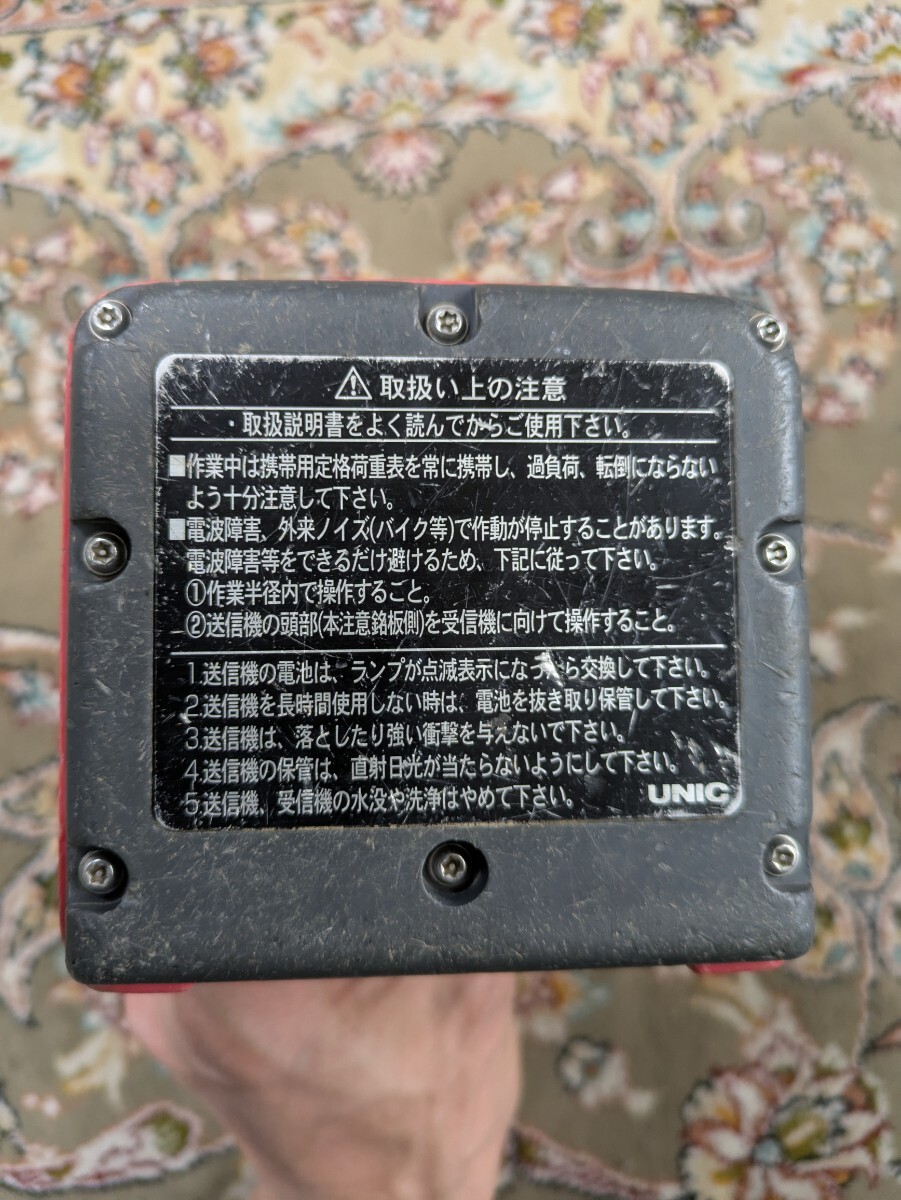 ⚠ 取扱い上の注意
・取扱説明書をよく読んでからご使用下さい。
■作業中は携帯用定格荷重表を常に携帯し、過負荷、転倒にならない
よう十分注意して下さい。
■電波障害、外来ノイズ(バイク等)で作動が停止することがあります。
電波障害等をできるだけ避けるため、下記に従って下さい。
①作業半径内で操作するこど。
②送信機の頭部(本注意銘板側)を受信機に向けて操作すること。
1.送信機の電池は、ランプが点滅表示になったら交換して下さい。
2.送信機を長時間使用しない時は、電池を抜き取り保管して下さい。
3.送信機は、落としたり強い衝撃を与えないで下さい。
4.送信機の保管は、直射日光が当たらないようにして下さい。
5.送信機、受信機の水没や洗浄はやめて下さい。
UNIC